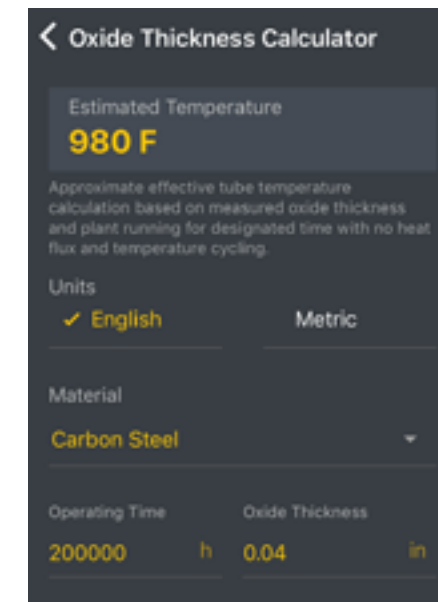 Oxide Thickness Calculator
Estimated Temperature
980 F
Approximate effective tube temperature
calculation based on measured oxide thickness
and plant running for designated time with no heat
flux and temperature cycling.
Units
✓ English Metric
Material
Carbon Steel
Operating Time Oxide Thickness
200000 h 0.04 in